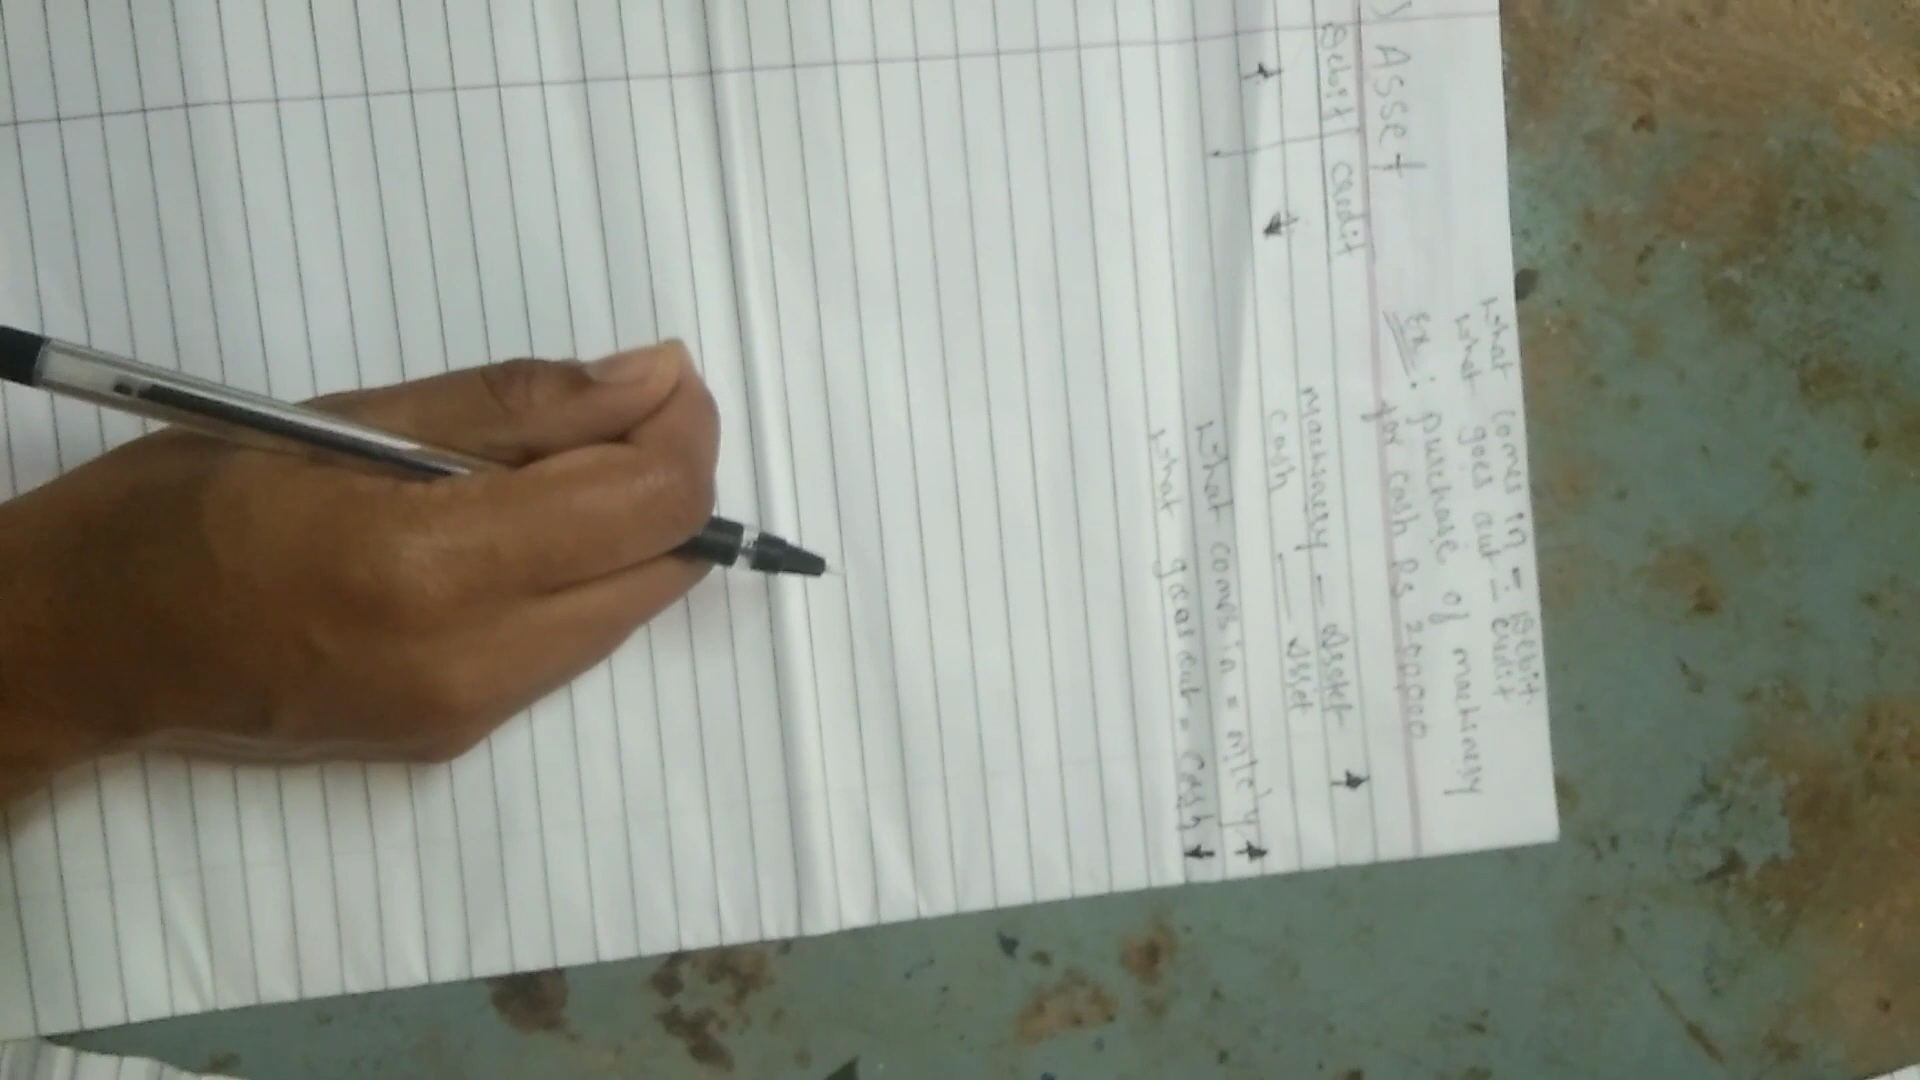 What comes in = Debit.
What goes out = credit
) Asset
Ex: purchase of machinery
for cash Rs 200,000
Debit | credit
Machinery - Asset ↑
↑ ↓
cash — Asset
What comes in = m/c'y ↑
What goes out = cash ↓